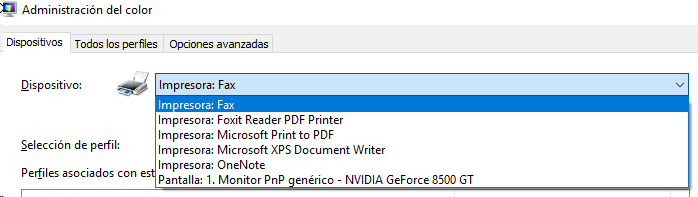 Administración del color
Dispositivos Todos los perfiles Opciones avanzadas
Dispositivo: Impresora: Fax
Impresora: Fax
Impresora: Foxit Reader PDF Printer
Impresora: Microsoft Print to PDF
Selección de perfil: Impresora: Microsoft XPS Document Writer
Impresora: OneNote
Perfiles asociados con est Pantalla: 1. Monitor PnP genérico - NVIDIA GeForce 8500 GT